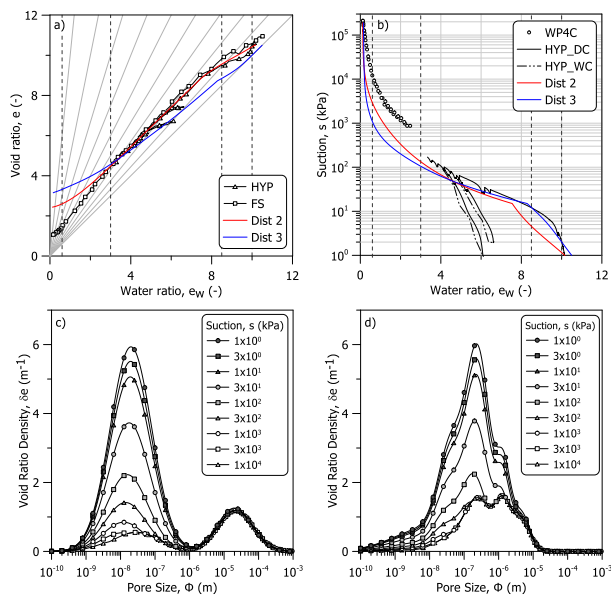 a)
12
8
4
0
Void ratio, e (-)
HYP
FS
Dist 2
Dist 3
0 4 8 12
Water ratio, eW (-)
b)
10^5
10^4
10^3
10^2
10^1
10^0
Suction, s (kPa)
WP4C
HYP_DC
HYP_WC
Dist 2
Dist 3
0 2 4 6 8 10 12
Water ratio, eW (-)
c)
6
4
2
0
Void Ratio Density, δe (m^-1)
Suction, s (kPa)
1x10^0
3x10^0
1x10^1
3x10^1
1x10^2
3x10^2
1x10^3
3x10^3
1x10^4
10^-10 10^-9 10^-8 10^-7 10^-6 10^-5 10^-4 10^-3
Pore Size, Φ (m)
d)
6
4
2
0
Void Ratio Density, δe (m^-1)
Suction, s (kPa)
1x10^0
3x10^0
1x10^1
3x10^1
1x10^2
3x10^2
1x10^3
3x10^3
1x10^4
10^-10 10^-9 10^-8 10^-7 10^-6 10^-5 10^-4 10^-3
Pore Size, Φ (m)